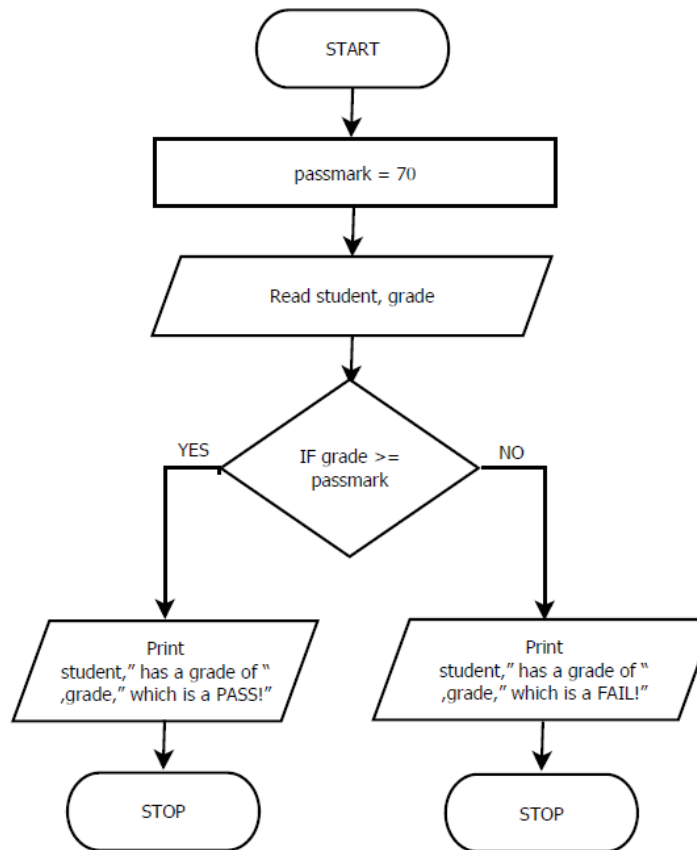 START
passmark = 70
Read student, grade
IF grade >=
passmark
YES
NO
Print
student,” has a grade of “
,grade,” which is a PASS!”
Print
student,” has a grade of “
,grade,” which is a FAIL!”
STOP
STOP